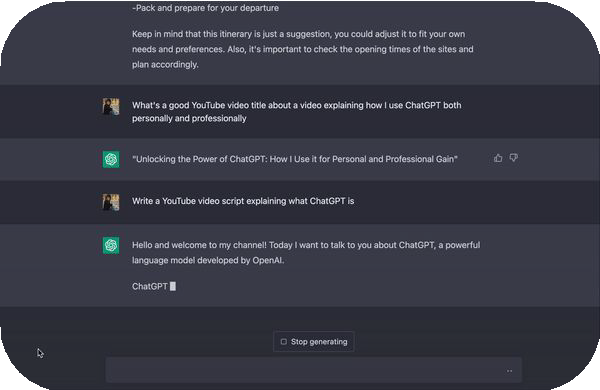 -Pack and prepare for your departure
Keep in mind that this itinerary is just a suggestion, you could adjust it to fit your own
needs and preferences. Also, it's important to check the opening times of the sites and
plan accordingly.
What's a good YouTube video title about a video explaining how I use ChatGPT both
personally and professionally
"Unlocking the Power of ChatGPT: How I Use it for Personal and Professional Gain"
Write a YouTube video script explaining what ChatGPT is
Hello and welcome to my channel! Today I want to talk to you about ChatGPT, a powerful
language model developed by OpenAI.
ChatGPT
Stop generating